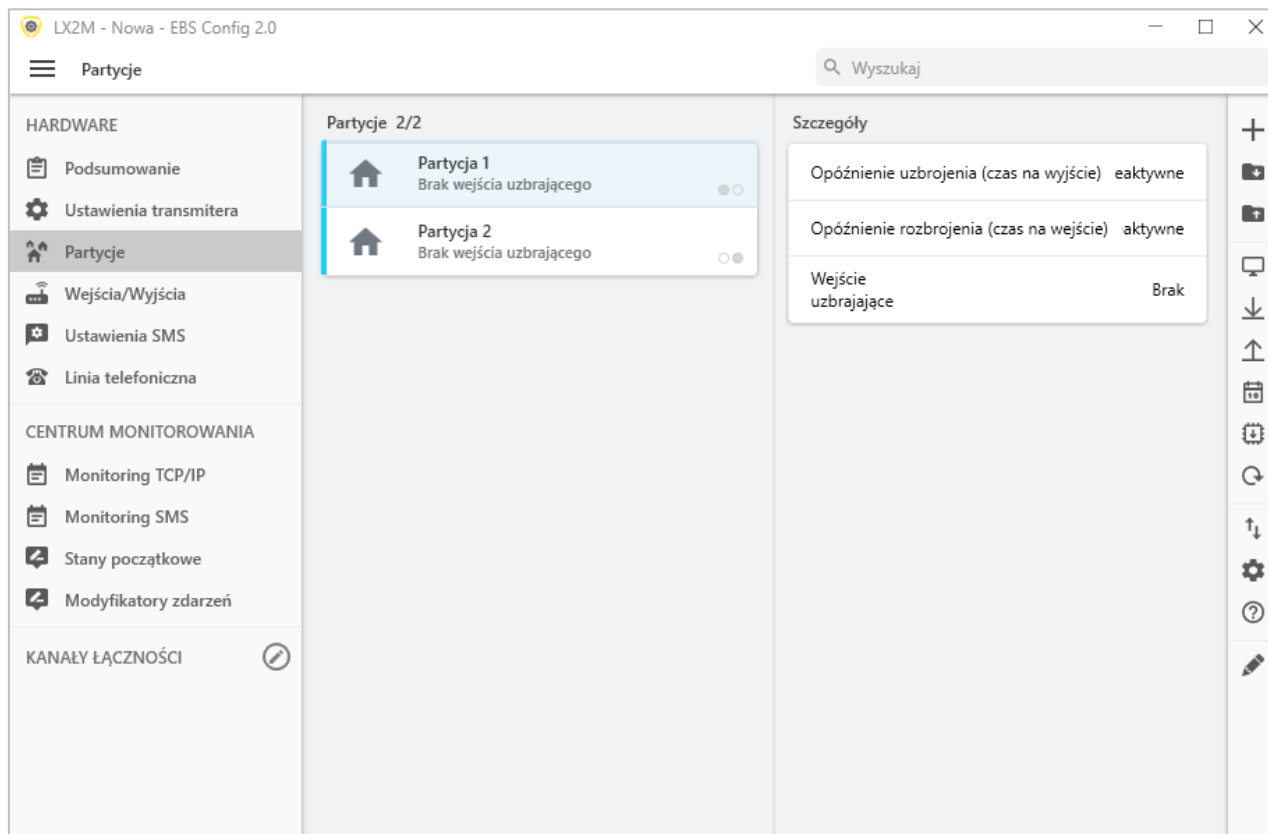 LX2M - Nowa - EBS Config 2.0
Partycje
Wyszukaj
HARDWARE
Podsumowanie
Ustawienia transmitera
Partycje
Wejścia/Wyjścia
Ustawienia SMS
Linia telefoniczna
CENTRUM MONITOROWANIA
Monitoring TCP/IP
Monitoring SMS
Stany początkowe
Modyfikatory zdarzeń
KANAŁY ŁĄCZNOŚCI
Partycje 2/2
Partycja 1
Brak wejścia uzbrającego
Partycja 2
Brak wejścia uzbrającego
Szczegóły
Opóźnienie uzbrojenia (czas na wyjście) eaktywne
Opóźnienie rozbrojenia (czas na wejście) aktywne
Wejście
uzbrajające
Brak
10